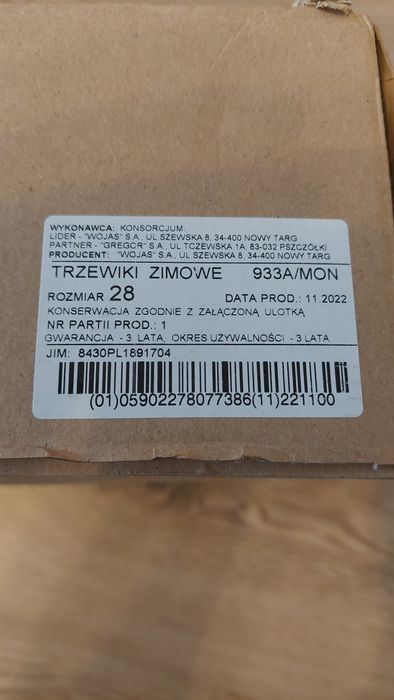 WYKONAWCA: KONSORCJUM:
LIDER - "WOJAS" S.A., UL SZEWSKA 8, 34-400 NOWY TARG
PARTNER - "GREGOR" S.A., UL TCZEWSKA 1A, 83-032 PSZCZÓŁKI
PRODUCENT: "WOJAS" S.A., UL SZEWSKA 8, 34-400 NOWY TARG
TRZEWIKI ZIMOWE 933A/MON
ROZMIAR 28 DATA PROD.: 11.2022
KONSERWACJA ZGODNIE Z ZAŁĄCZONĄ ULOTKĄ
NR PARTII PROD.: 1
GWARANCJA - 3 LATA, OKRES UŻYWALNOŚCI - 3 LATA
JIM: 8430PL1891704
(01)05902278077386(11)221100